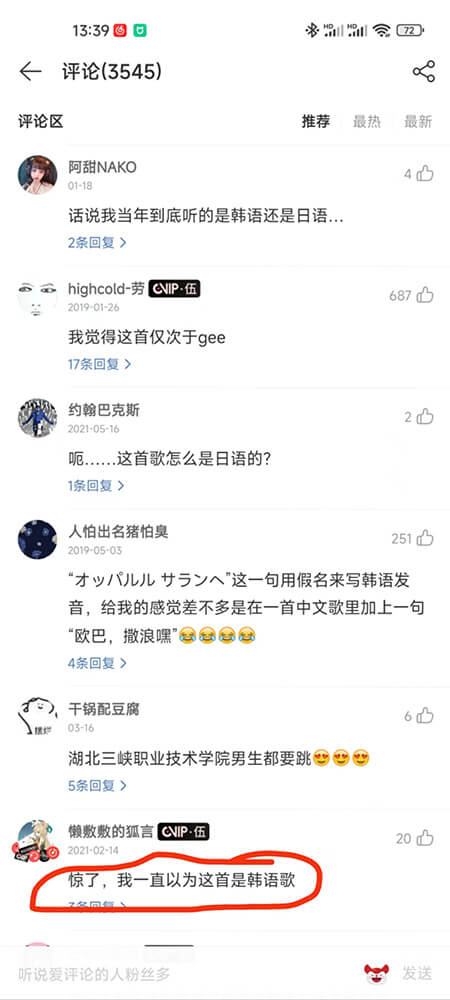 13:39
72
评论(3545)
评论区
推荐 最热 最新
阿甜NAKO
01-18
4
话说我当年到底听的是韩语还是日语...
2条回复 >
highcold-劳 VIP·伍
2019-01-26
687
我觉得这首仅次于gee
17条回复 >
约翰巴克斯
2021-05-16
2
呃……这首歌怎么是日语的?
1条回复 >
人怕出名猪怕臭
2019-05-03
251
“オッパルル サランヘ”这一句用假名来写韩语发
音，给我的感觉差不多是在一首中文歌里加上一句
“欧巴，撒浪嘿”😂😂😂😂
4条回复 >
干锅配豆腐
03-16
6
湖北三峡职业技术学院男生都要跳😍😍😍
5条回复 >
懒敷敷的狐言 VIP·伍
2021-02-14
20
惊了，我一直以为这首是韩语歌
3条回复 >
听说爱评论的人粉丝多
发送